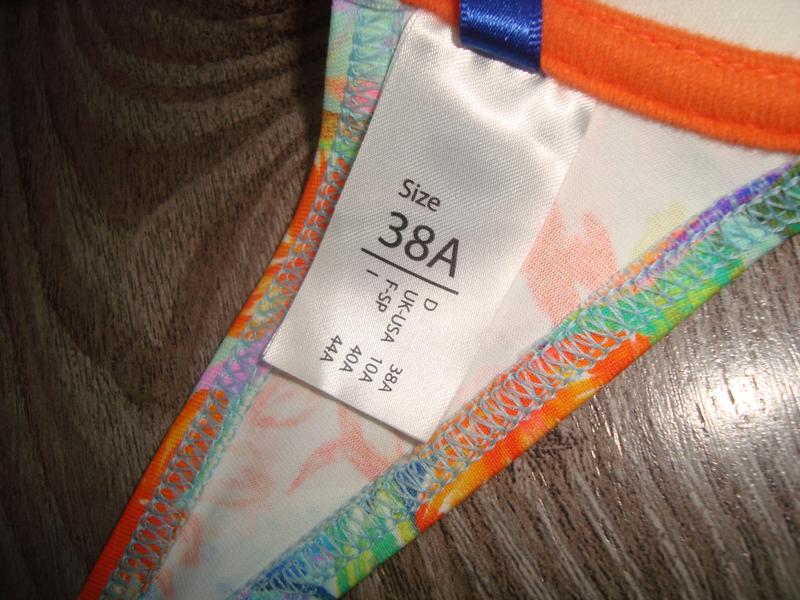 Size
38A
D 38A
UK-USA 10A
F-SP 40A
I 44A